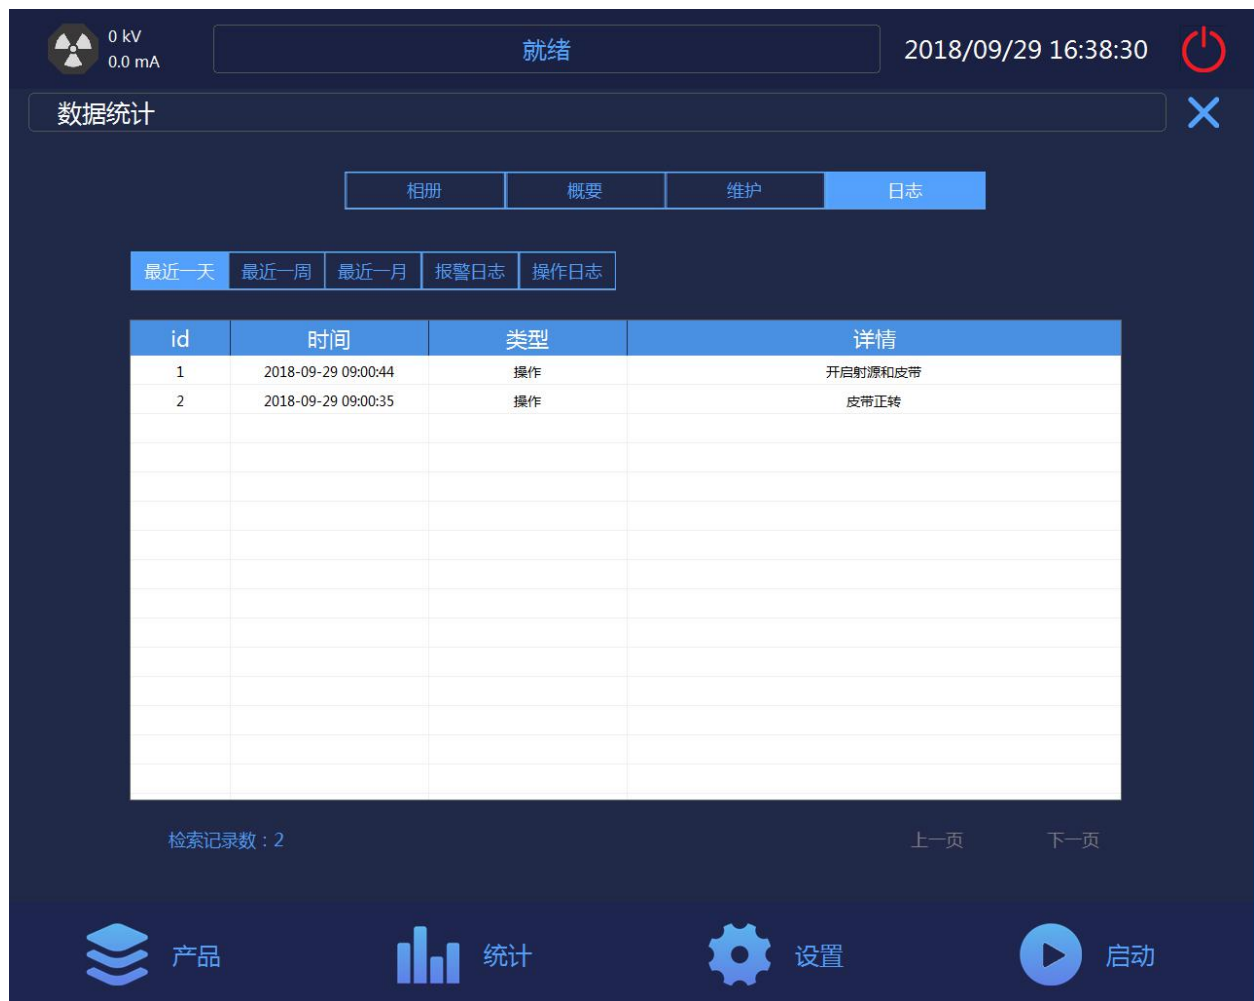 0 kV
0.0 mA
就绪
2018/09/29 16:38:30
数据统计
相册 概要 维护 日志
最近一天 最近一周 最近一月 报警日志 操作日志
id 时间 类型 详情
1 2018-09-29 09:00:44 操作 开启射源和皮带
2 2018-09-29 09:00:35 操作 皮带正转
检索记录数：2 上一页 下一页
产品 统计 设置 启动